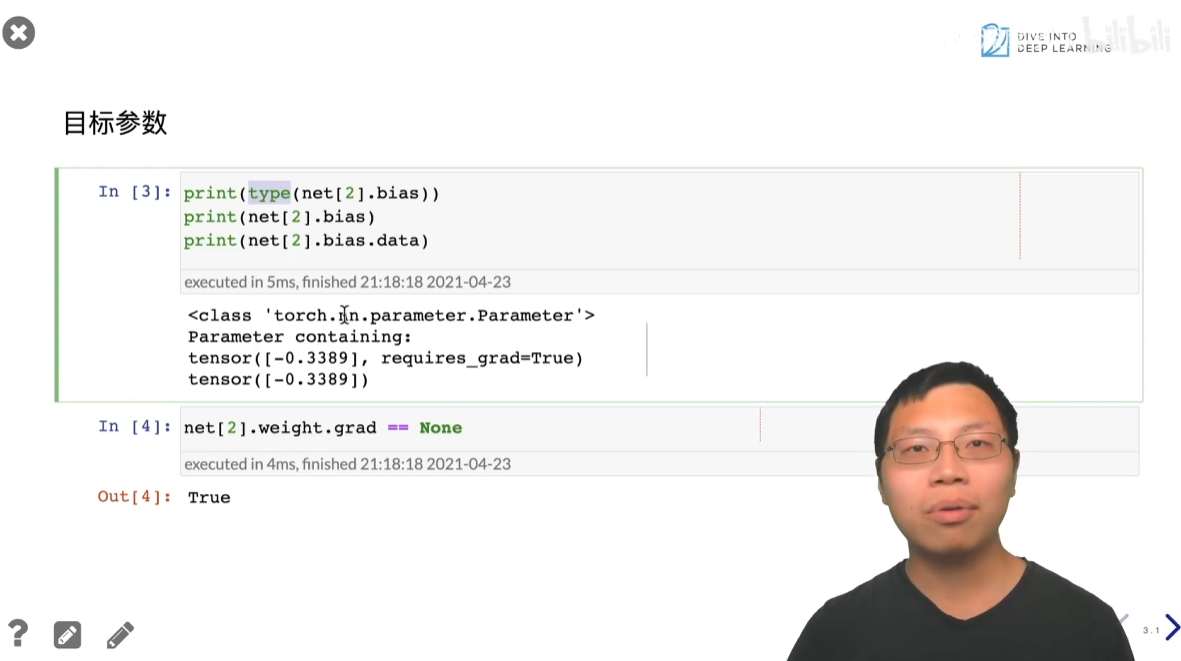 bilibili
DIVE INTO
DEEP LEARNING
目标参数
In [3]:
print(type(net[2].bias))
print(net[2].bias)
print(net[2].bias.data)
executed in 5ms, finished 21:18:18 2021-04-23
<class 'torch.nn.parameter.Parameter'>
Parameter containing:
tensor([-0.3389], requires_grad=True)
tensor([-0.3389])
In [4]:
net[2].weight.grad == None
executed in 4ms, finished 21:18:18 2021-04-23
Out[4]: True
?
3.1